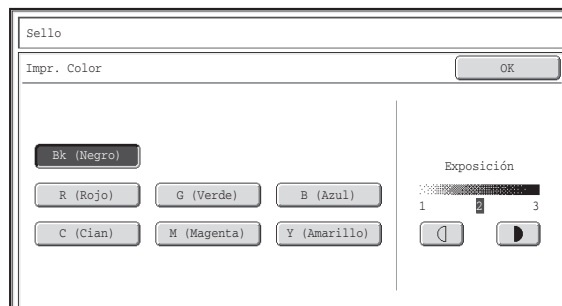 Sello
Impr. Color
OK
Bk (Negro)
R (Rojo)
G (Verde)
B (Azul)
C (Cian)
M (Magenta)
Y (Amarillo)
Exposición
1 2 3